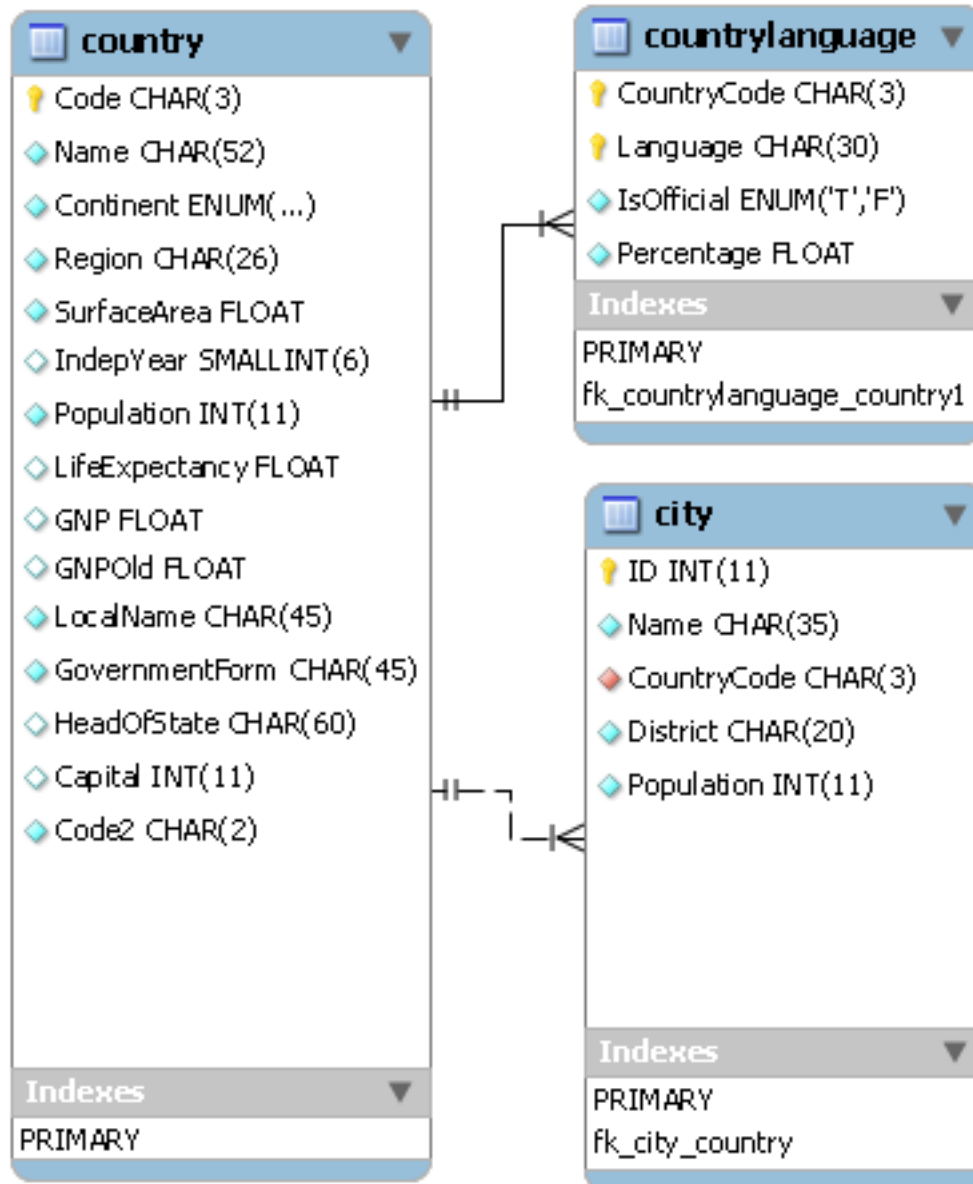 country
Code CHAR(3)
Name CHAR(52)
Continent ENUM(...)
Region CHAR(26)
SurfaceArea FLOAT
IndepYear SMALLINT(6)
Population INT(11)
LifeExpectancy FLOAT
GNP FLOAT
GNPOld FLOAT
LocalName CHAR(45)
GovernmentForm CHAR(45)
HeadOfState CHAR(60)
Capital INT(11)
Code2 CHAR(2)
Indexes
PRIMARY
countrylanguage
CountryCode CHAR(3)
Language CHAR(30)
IsOfficial ENUM('T','F')
Percentage FLOAT
Indexes
PRIMARY
fk_countrylanguage_country1
city
ID INT(11)
Name CHAR(35)
CountryCode CHAR(3)
District CHAR(20)
Population INT(11)
Indexes
PRIMARY
fk_city_country